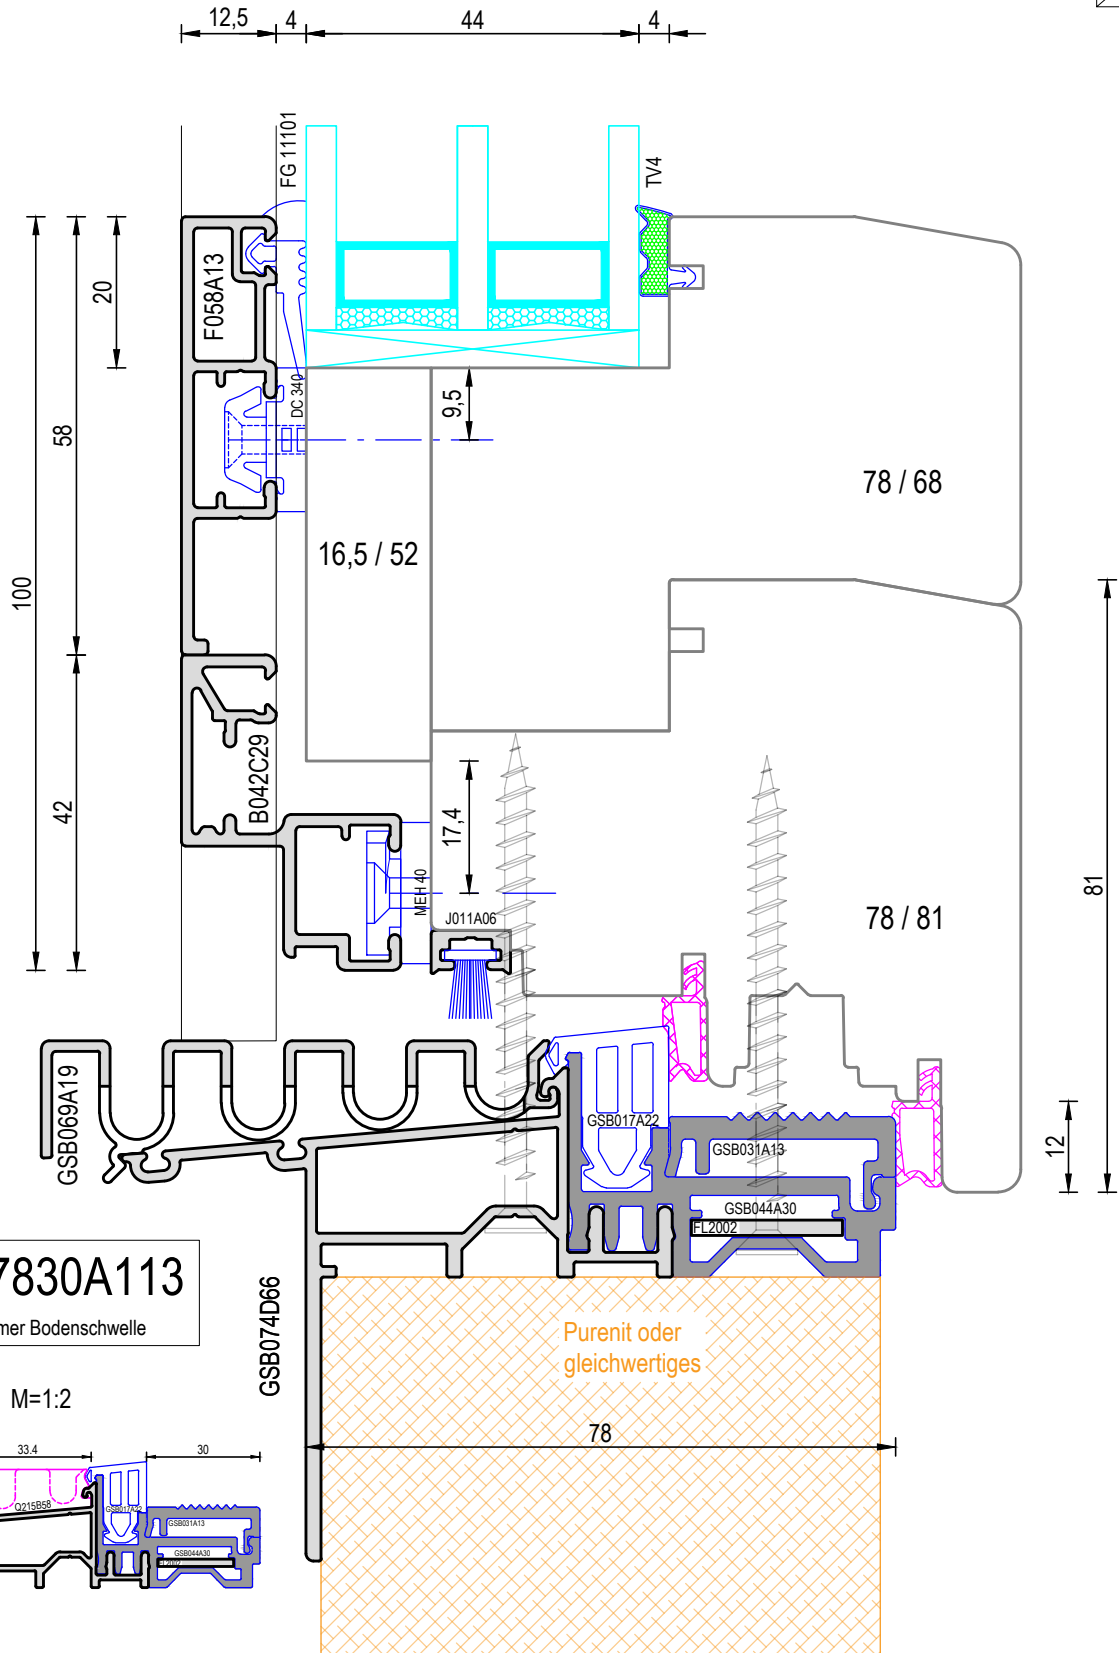 12,5
4
44
4
FG 11101
TV4
F058A13
20
DC 340
9,5
58
100
78 / 68
16,5 / 52
B042C29
42
17,4
MEH 40
J011A06
78 / 81
81
GSB069A19
GSB017A22
GSB031A13
12
GSB044A30
FL2002
7830A113
mer Bodenschwelle
GSB074D66
Purenit oder
gleichwertiges
M=1:2
78
33.4
30
Q215B58
GSB017A22
GSB031A13
GSB044A30
FL2002